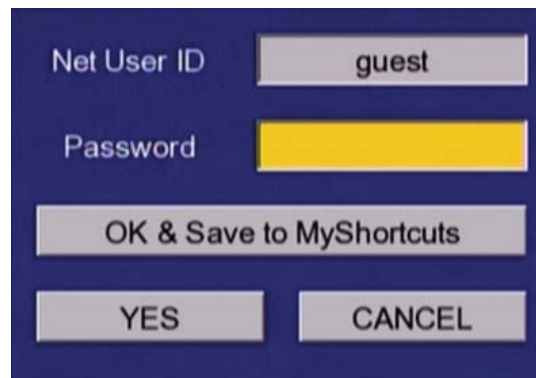 Net User ID guest
Password
OK & Save to MyShortcuts
YES CANCEL